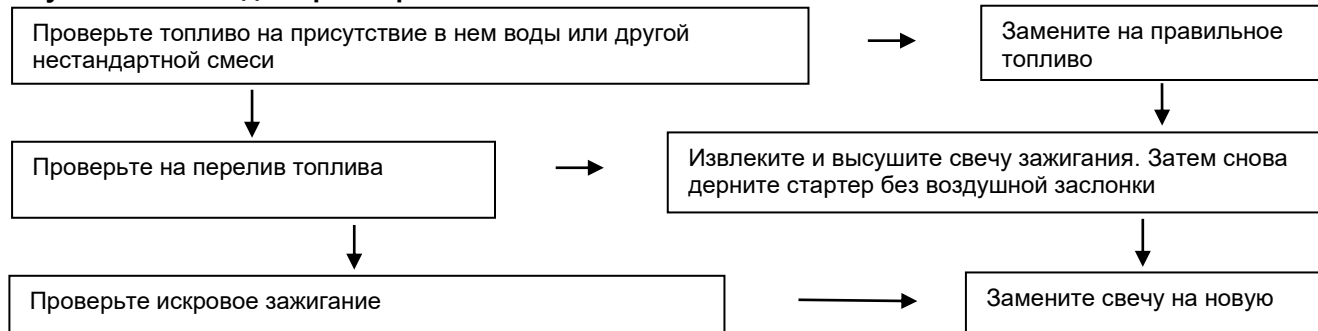 Проверьте топливо на присутствие в нем воды или другой
нестандартной смеси
Замените на правильное
топливо
Проверьте на перелив топлива
Извлеките и высушите свечу зажигания. Затем снова
дерните стартер без воздушной заслонки
Проверьте искровое зажигание
Замените свечу на новую